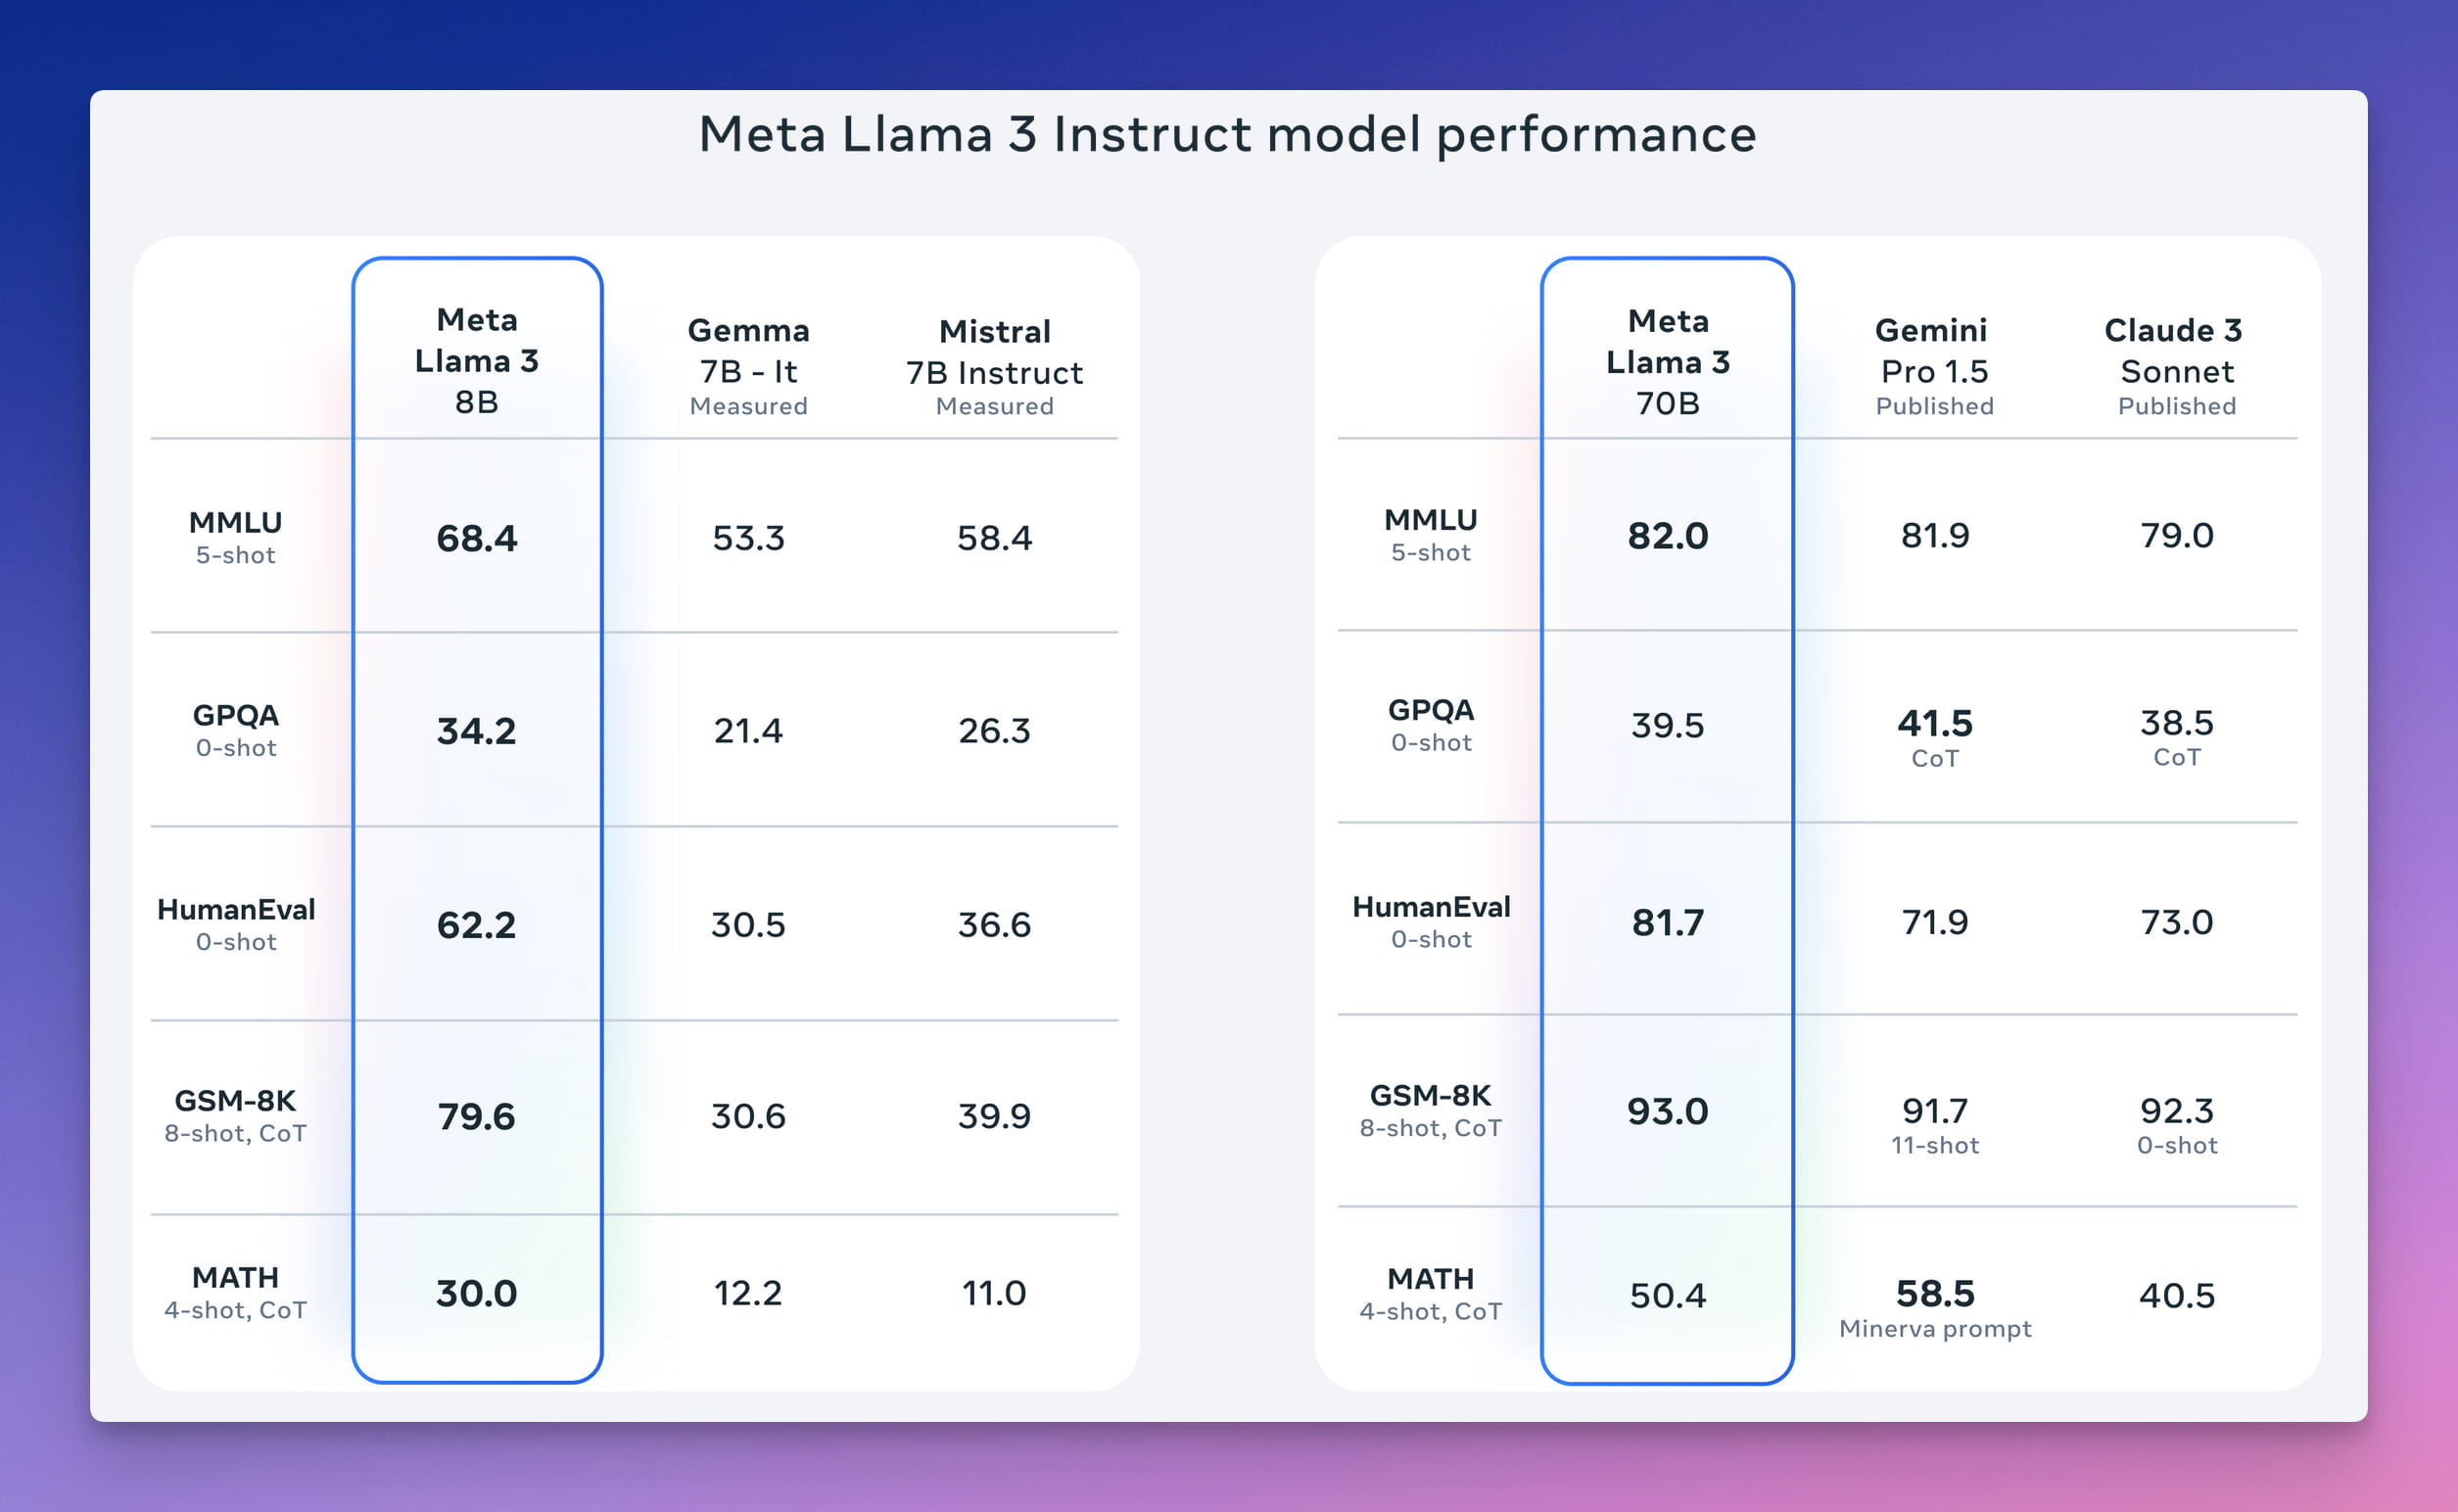 Meta Llama 3 Instruct model performance
Meta
Llama 3
8B
Gemma
7B - It
Measured
Mistral
7B Instruct
Measured
MMLU
5-shot
68.4
53.3
58.4
GPQA
0-shot
34.2
21.4
26.3
HumanEval
0-shot
62.2
30.5
36.6
GSM-8K
8-shot, CoT
79.6
30.6
39.9
MATH
4-shot, CoT
30.0
12.2
11.0
Meta
Llama 3
70B
Gemini
Pro 1.5
Published
Claude 3
Sonnet
Published
MMLU
5-shot
82.0
81.9
79.0
GPQA
0-shot
39.5
41.5
CoT
38.5
CoT
HumanEval
0-shot
81.7
71.9
73.0
GSM-8K
8-shot, CoT
93.0
91.7
11-shot
92.3
0-shot
MATH
4-shot, CoT
50.4
58.5
Minerva prompt
40.5